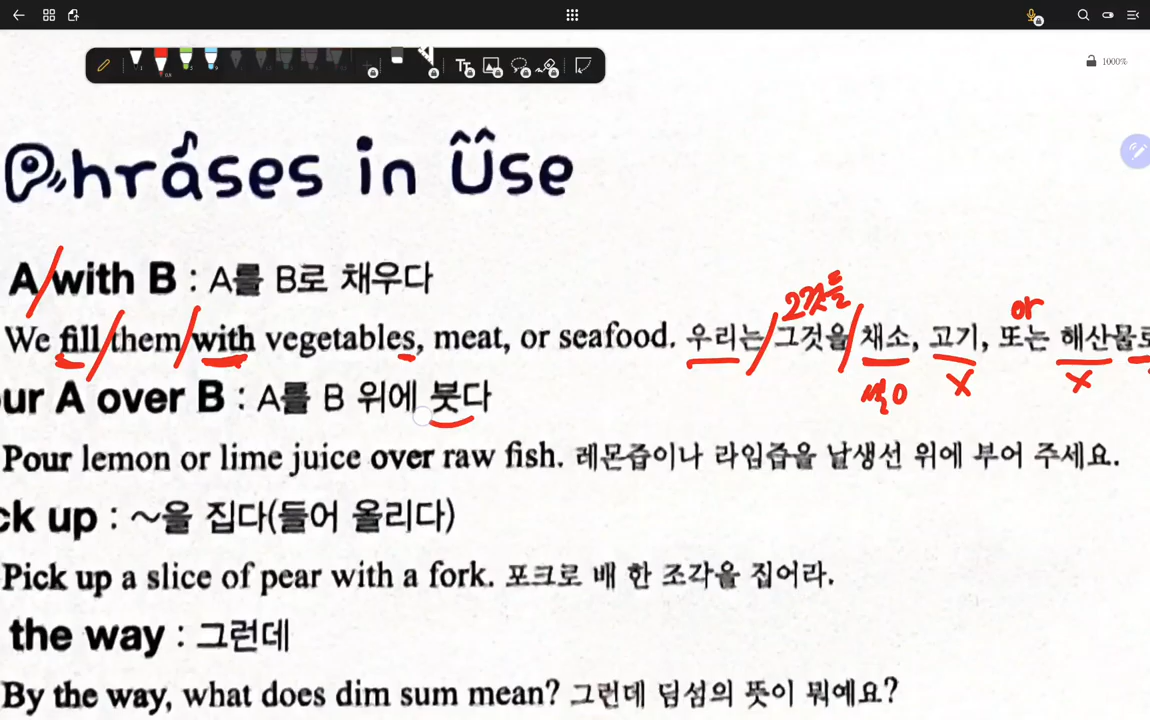 1000%
Phrases in Use
A with B : A를 B로 채우다
그것들
or
We fill them with vegetables, meat, or seafood. 우리는 그것을 채소, 고기, 또는 해산물로
셀 O X X
ur A over B : A를 B 위에 붓다
Pour lemon or lime juice over raw fish. 레몬즙이나 라임즙을 날생선 위에 부어 주세요.
ck up : ~을 집다(들어 올리다)
Pick up a slice of pear with a fork. 포크로 배 한 조각을 집어라.
the way : 그런데
By the way, what does dim sum mean? 그런데 딤섬의 뜻이 뭐예요?